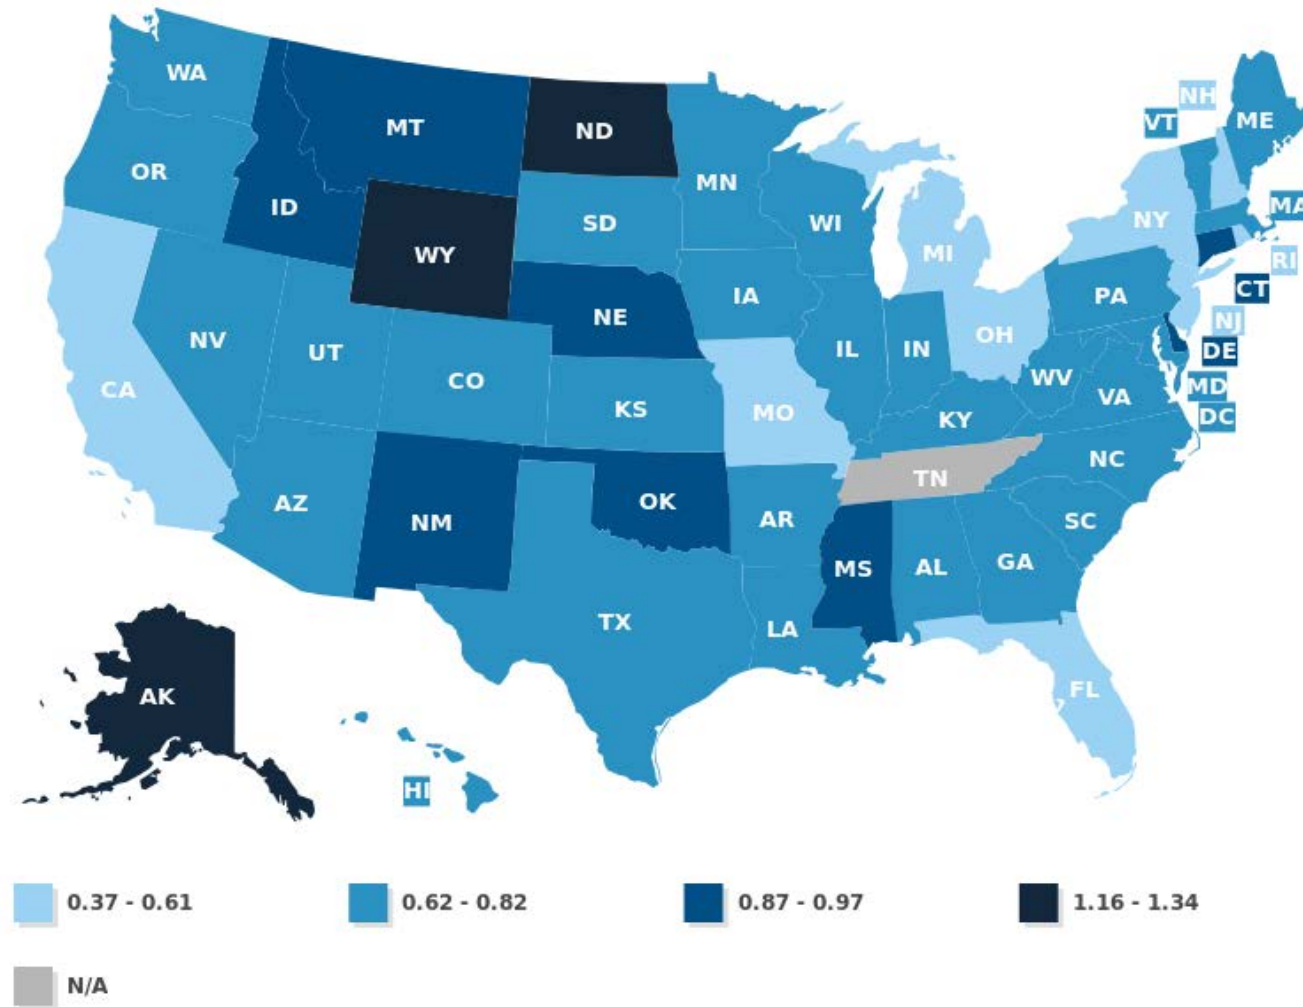 WA
MT
ND
MN
OR
ID
SD
WI
WY
MI
NY
VT
NH
ME
MA
RI
CT
NJ
DE
MD
DC
PA
OH
IN
IL
IA
NE
NV
UT
CO
CA
KS
MO
KY
WV
VA
NC
TN
AZ
NM
OK
AR
SC
MS
AL
GA
TX
LA
FL
AK
HI
0.37 - 0.61
0.62 - 0.82
0.87 - 0.97
1.16 - 1.34
N/A